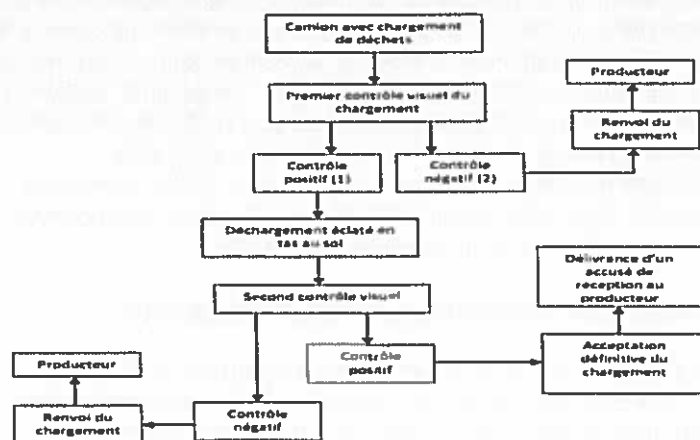 Camion avec chargement
de déchets
Producteur
Premier contrôle visuel du
chargement
Renvoi du
chargement
Contrôle
positif (1)
Contrôle
négatif (2)
Déchargement éclaté en
tas au sol
Délivrance d'un
accusé de
réception au
producteur
Second contrôle visuel
Contrôle
positif
Acceptation
définitive du
chargement
Producteur
Renvoi du
chargement
Contrôle
négatif